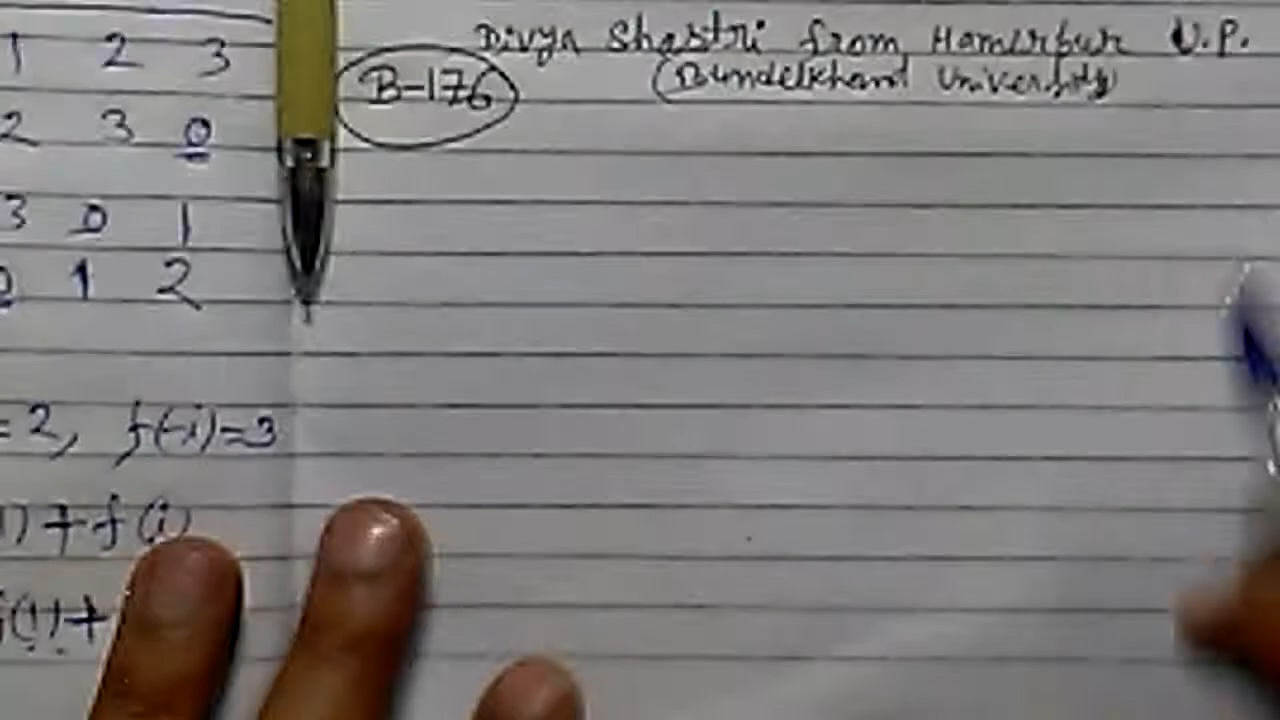 1 2 3
2 3 0
3 0 1
0 1 2
= 2, f(-i)=3
1) + f(i)
(1)+
B-176
Divya Shastri from Hamirpur U.P.
(Bundelkhand University)